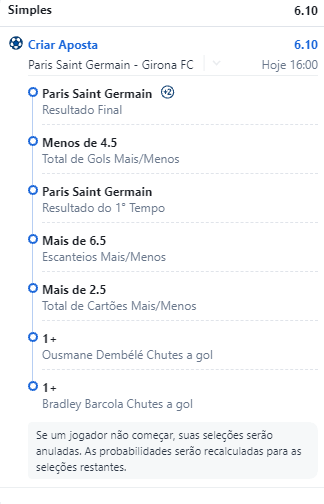 Simples 6.10
Criar Aposta 6.10
Paris Saint Germain - Girona FC Hoje 16:00
Paris Saint Germain +2
Resultado Final
Menos de 4.5
Total de Gols Mais/Menos
Paris Saint Germain
Resultado do 1° Tempo
Mais de 6.5
Escanteios Mais/Menos
Mais de 2.5
Total de Cartões Mais/Menos
1+
Ousmane Dembélé Chutes a gol
1+
Bradley Barcola Chutes a gol
Se um jogador não começar, suas seleções serão
anuladas. As probabilidades serão recalculadas para as
seleções restantes.